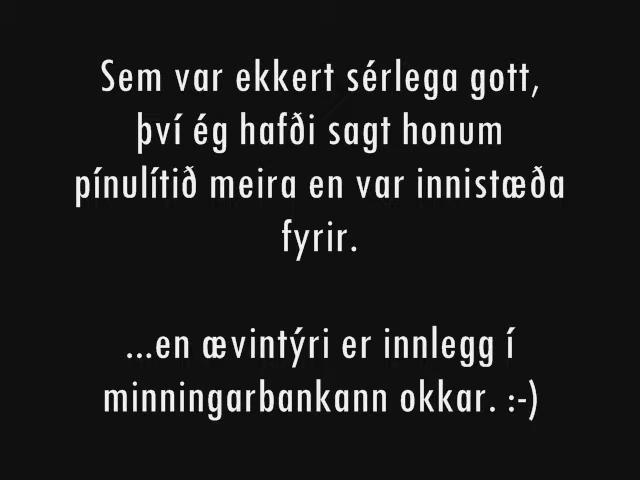 Sem var ekkert sérlega gott,
því ég hafði sagt honum
pínulítið meira en var innistæða
fyrir.
...en ævintýri er innlegg í
minningarbankann okkar. :-)